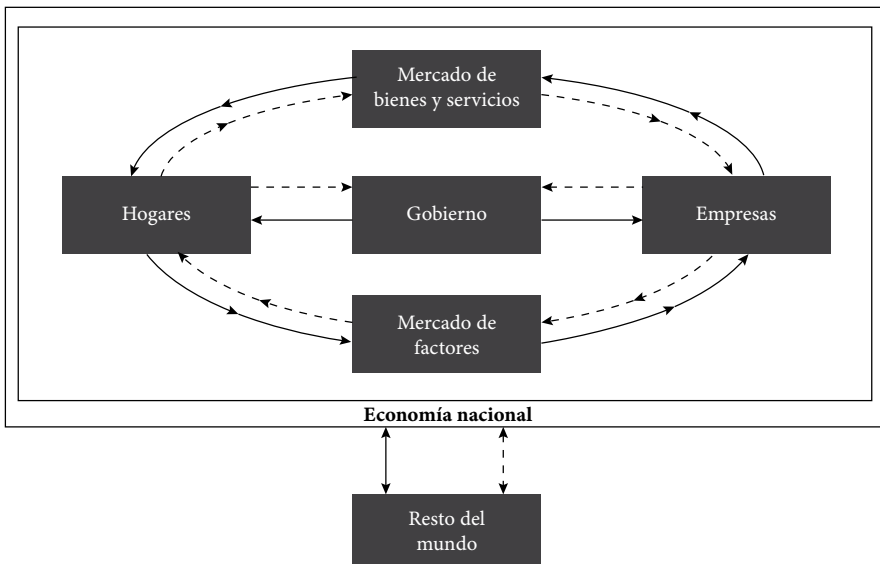 Mercado de
bienes y servicios
Hogares
Gobierno
Empresas
Mercado de
factores
Economía nacional
Resto del
mundo